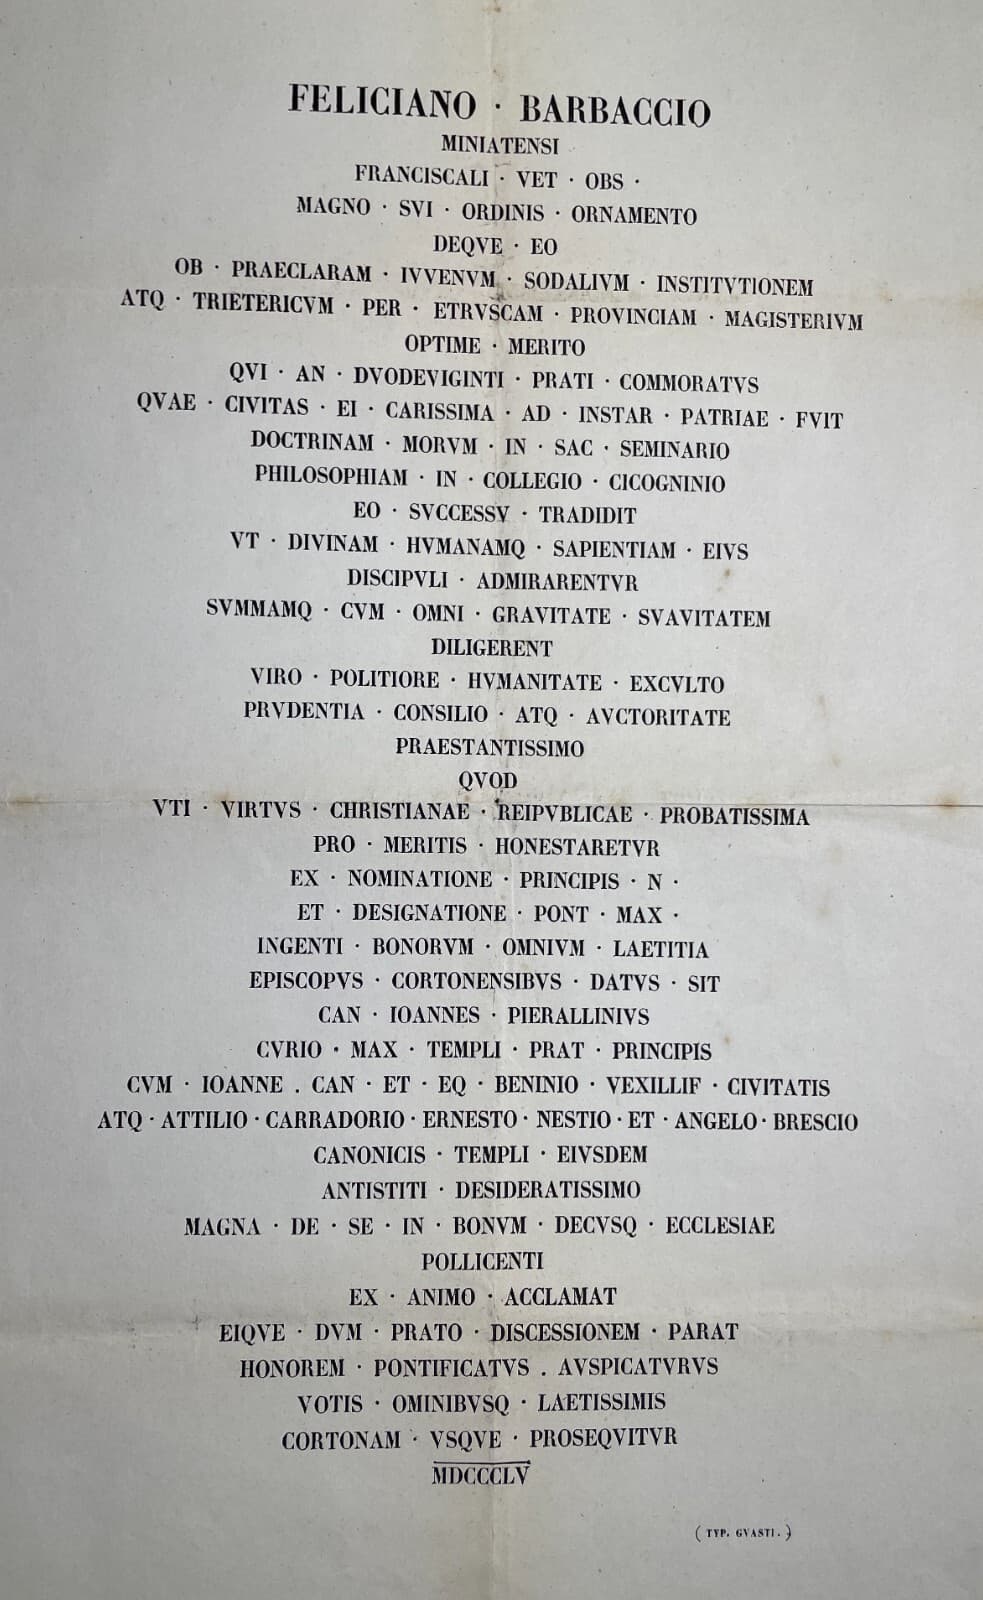 FELICIANO · BARBACCIO
MINIATENSI
FRANCISCALI · VET · OBS ·
MAGNO · SVI · ORDINIS · ORNAMENTO
DEQVE · EO
OB · PRAECLARAM · IVVENVM · SODALIVM · INSTITVTIONEM
ATQ · TRIETERICVM · PER · ETRVSCAM · PROVINCIAM · MAGISTERIVM
OPTIME · MERITO
QVI · AN · DVODEVIGINTI · PRATI · COMMORATVS
QVAE · CIVITAS · EI · CARISSIMA · AD · INSTAR · PATRIAE · FVIT
DOCTRINAM · MORVM · IN · SAC · SEMINARIO
PHILOSOPHIAM · IN · COLLEGIO · CICOGNINIO
EO · SVCCESSV · TRADIDIT
VT · DIVINAM · HVMANAMQ · SAPIENTIAM · EIVS
DISCIPVLI · ADMIRARENTVR
SVMMAMQ · CVM · OMNI · GRAVITATE · SVAVITATEM
DILIGERENT
VIRO · POLITIORE · HVMANITATE · EXCVLTO
PRVDENTIA · CONSILIO · ATQ · AVCTORITATE
PRAESTANTISSIMO
QVOD
VTI · VIRTVS · CHRISTIANAE · REIPVBLICAE · PROBATISSIMA
PRO · MERITIS · HONESTARETVR
EX · NOMINATIONE · PRINCIPIS · N ·
ET · DESIGNATIONE · PONT · MAX ·
INGENTI · BONORVM · OMNIVM · LAETITIA
EPISCOPVS · CORTONENSIBVS · DATVS · SIT
CAN · IOANNES · PIERALLINIVS
CVRIO · MAX · TEMPLI · PRAT · PRINCIPIS
CVM · IOANNE . CAN · ET · EQ · BENINIO · VEXILLIF · CIVITATIS
ATQ · ATTILIO · CARRADORIO · ERNESTO · NESTIO · ET · ANGELO · BRESCIO
CANONICIS · TEMPLI · EIVSDEM
ANTISTITI · DESIDERATISSIMO
MAGNA · DE · SE · IN · BONVM · DECVSQ · ECCLESIAE
POLLICENTI
EX · ANIMO · ACCLAMAT
EIQVE · DVM · PRATO · DISCESSIONEM · PARAT
HONOREM · PONTIFICATVS . AVSPICATVRVS
VOTIS · OMINIBVSQ · LAETISSIMIS
CORTONAM · VSQVE · PROSEQVITVR
MDCCCLV
( TYP. GVASTI. )